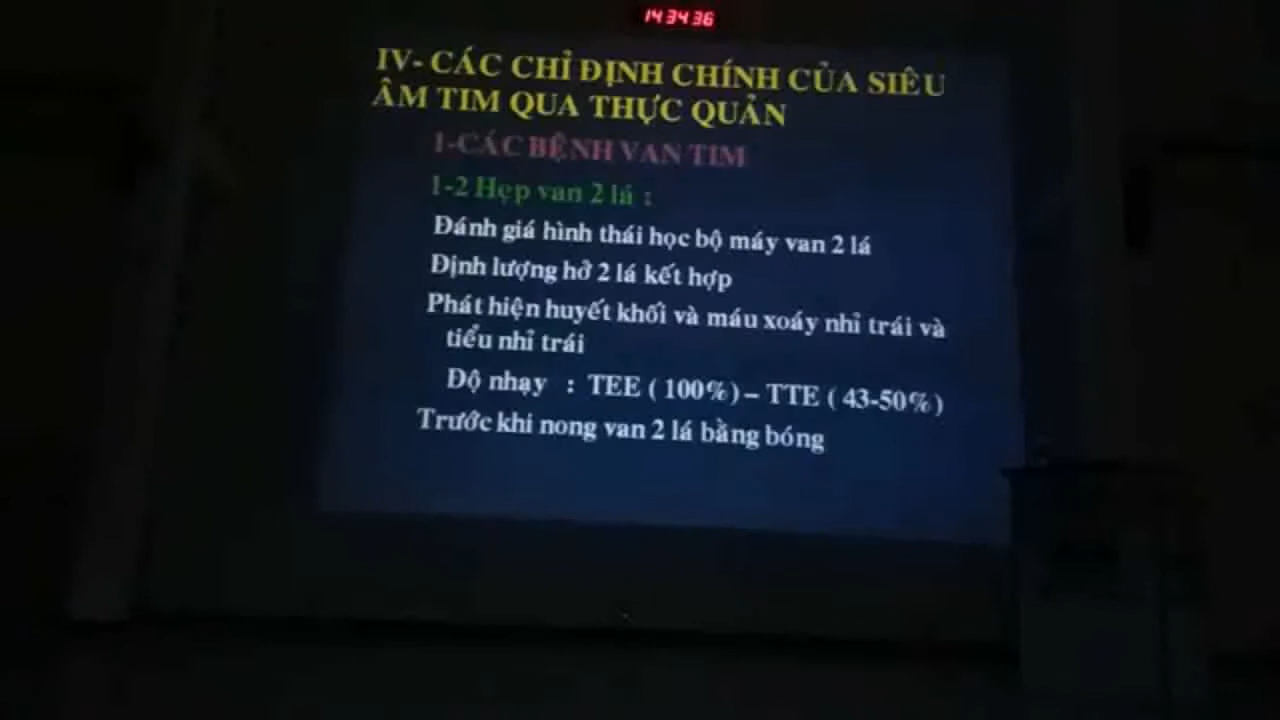 14 34 36
IV- CÁC CHỈ ĐỊNH CHÍNH CỦA SIÊU
ÂM TIM QUA THỰC QUẢN
1-CÁC BỆNH VAN TIM
1-2 Hẹp van 2 lá :
Đánh giá hình thái học bộ máy van 2 lá
Định lượng hở 2 lá kết hợp
Phát hiện huyết khối và máu xoáy nhỉ trái và
tiểu nhỉ trái
Độ nhạy : TEE ( 100%) – TTE ( 43-50%)
Trước khi nong van 2 lá bằng bóng